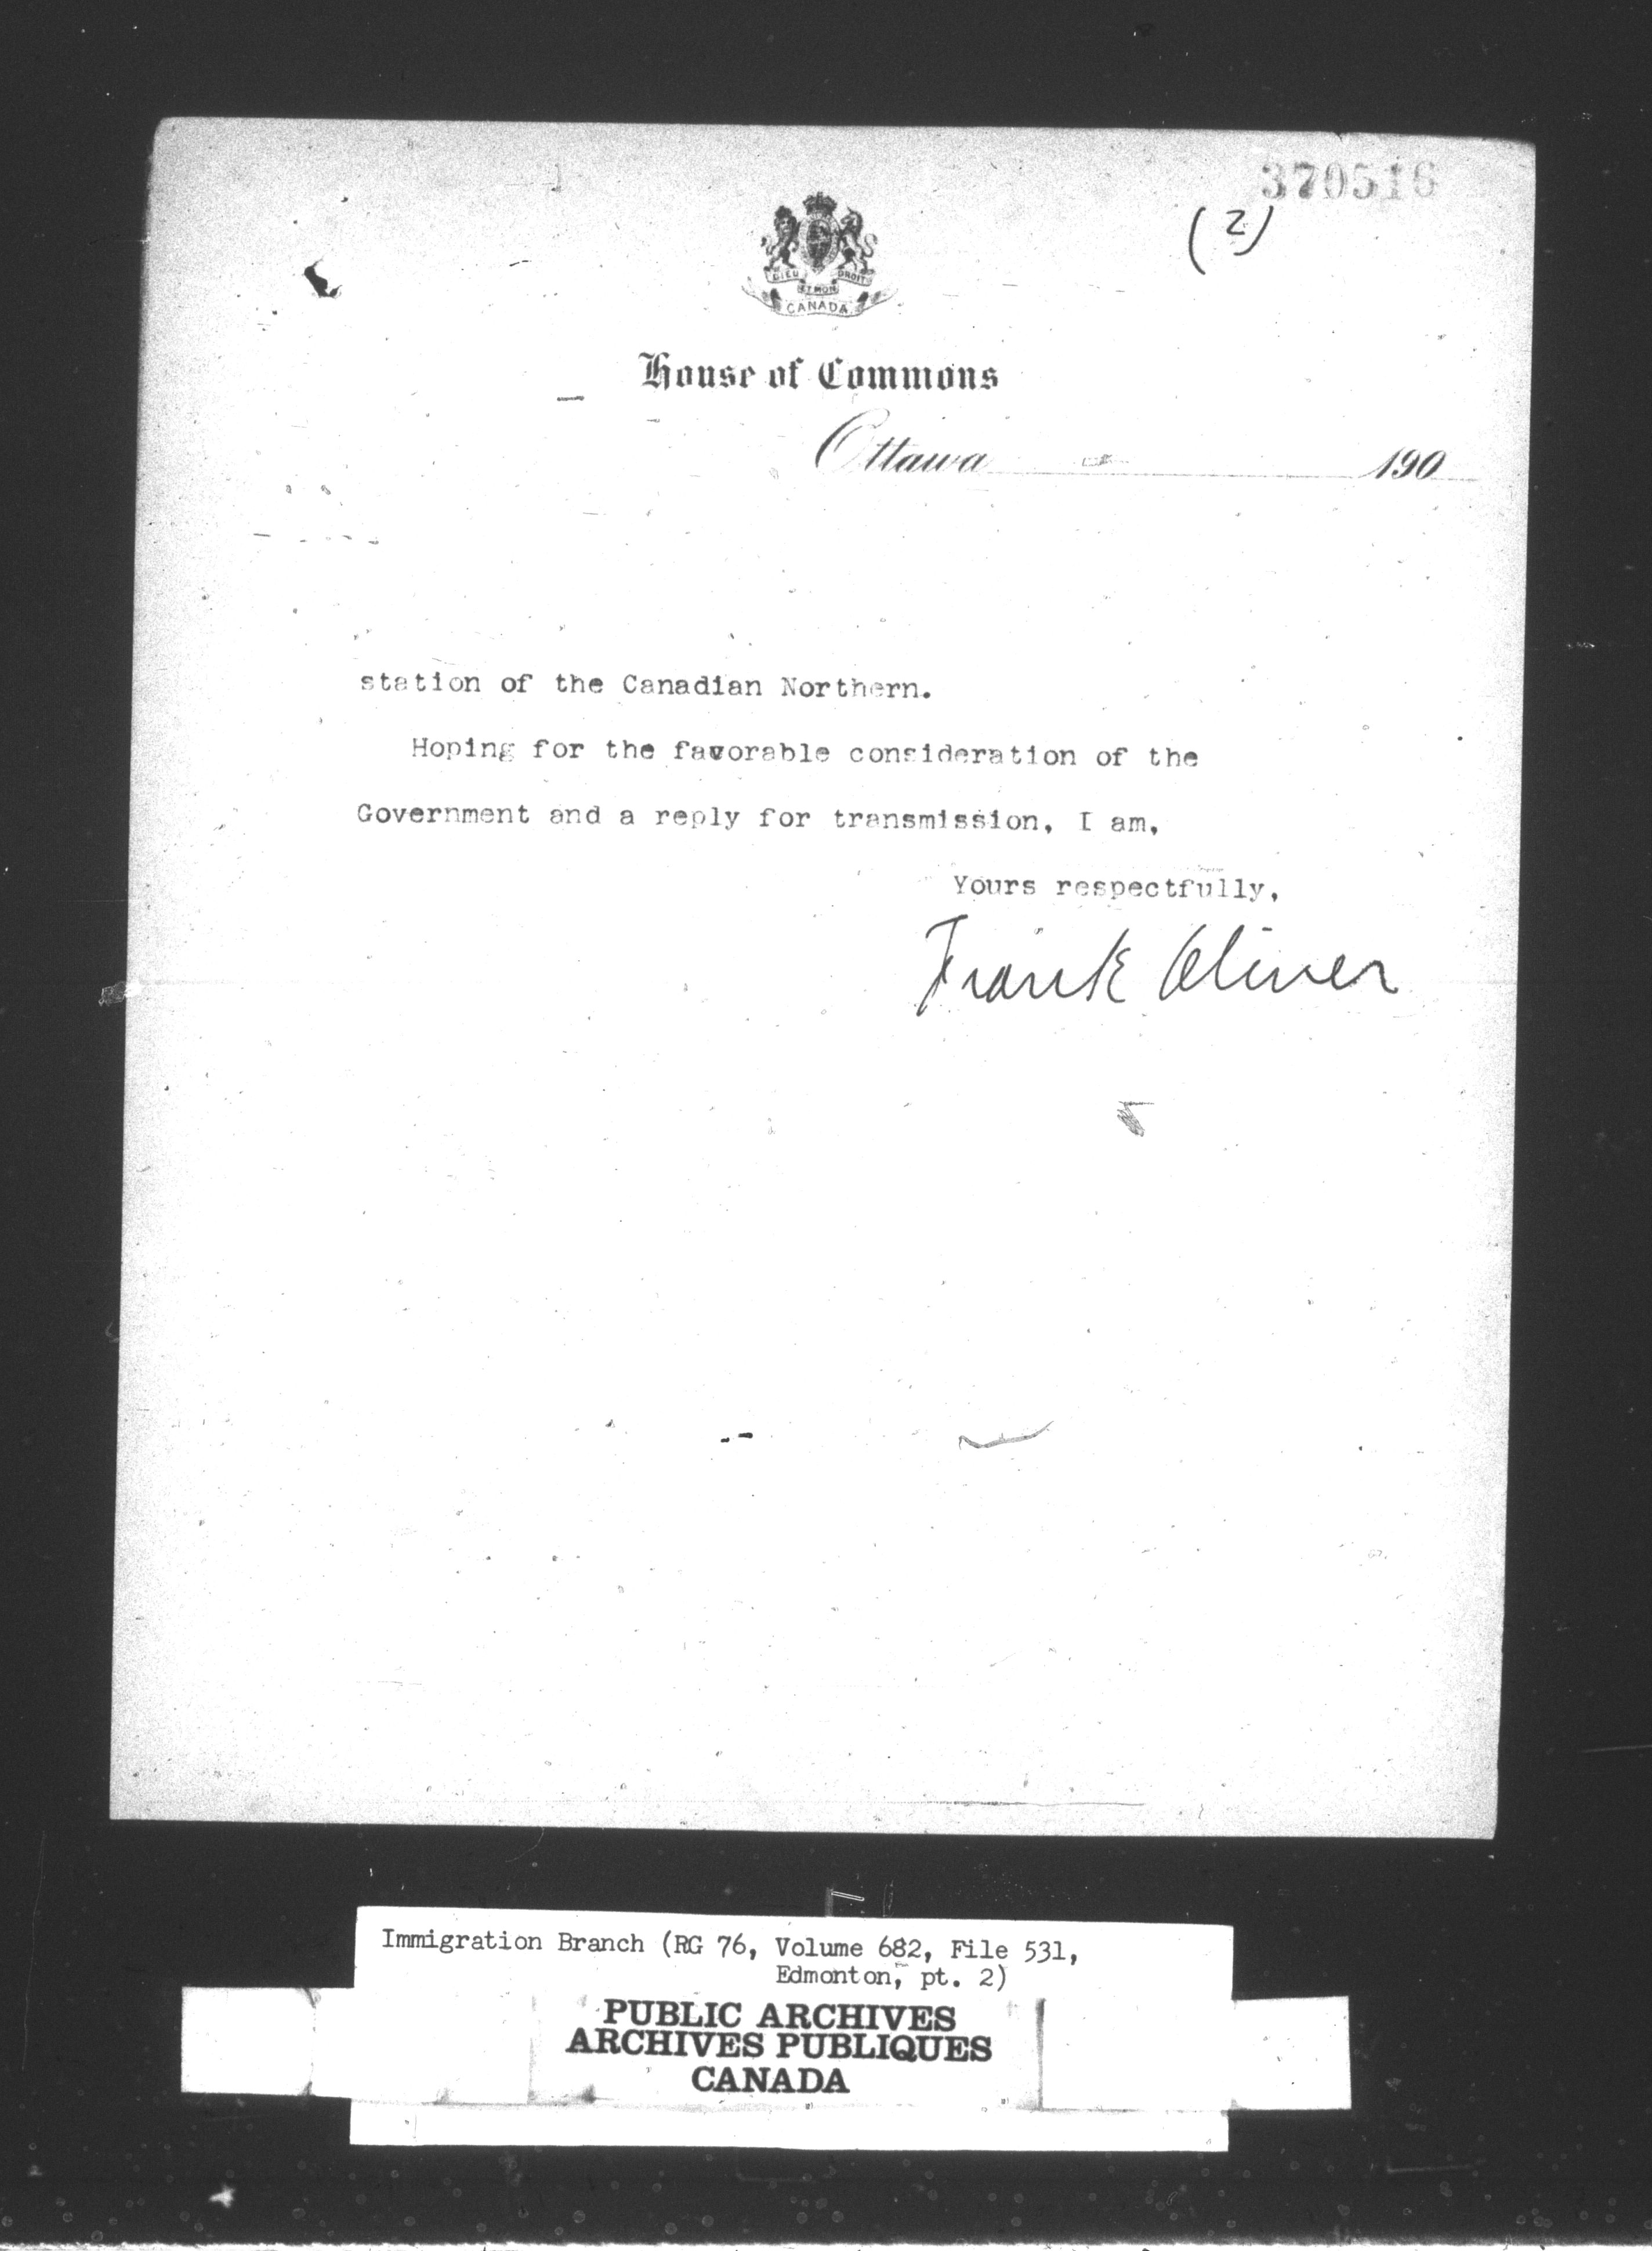 370516
(2)
DIEU ET MON DROIT
CANADA
House of Commons
Ottawa 190
station of the Canadian Northern.
Hoping for the favorable consideration of the
Government and a reply for transmission, I am,
Yours respectfully,
Frank Oliver
Immigration Branch (RG 76, Volume 682, File 531,
Edmonton, pt. 2)
PUBLIC ARCHIVES
ARCHIVES PUBLIQUES
CANADA